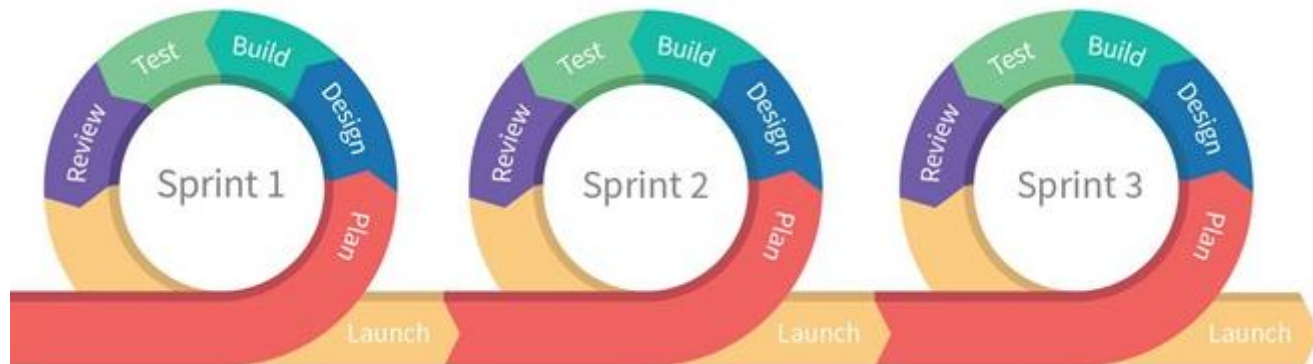 Test
Build
Design
Review
Sprint 1
Plan
Launch
Test
Build
Design
Review
Sprint 2
Plan
Launch
Test
Build
Design
Review
Sprint 3
Plan
Launch